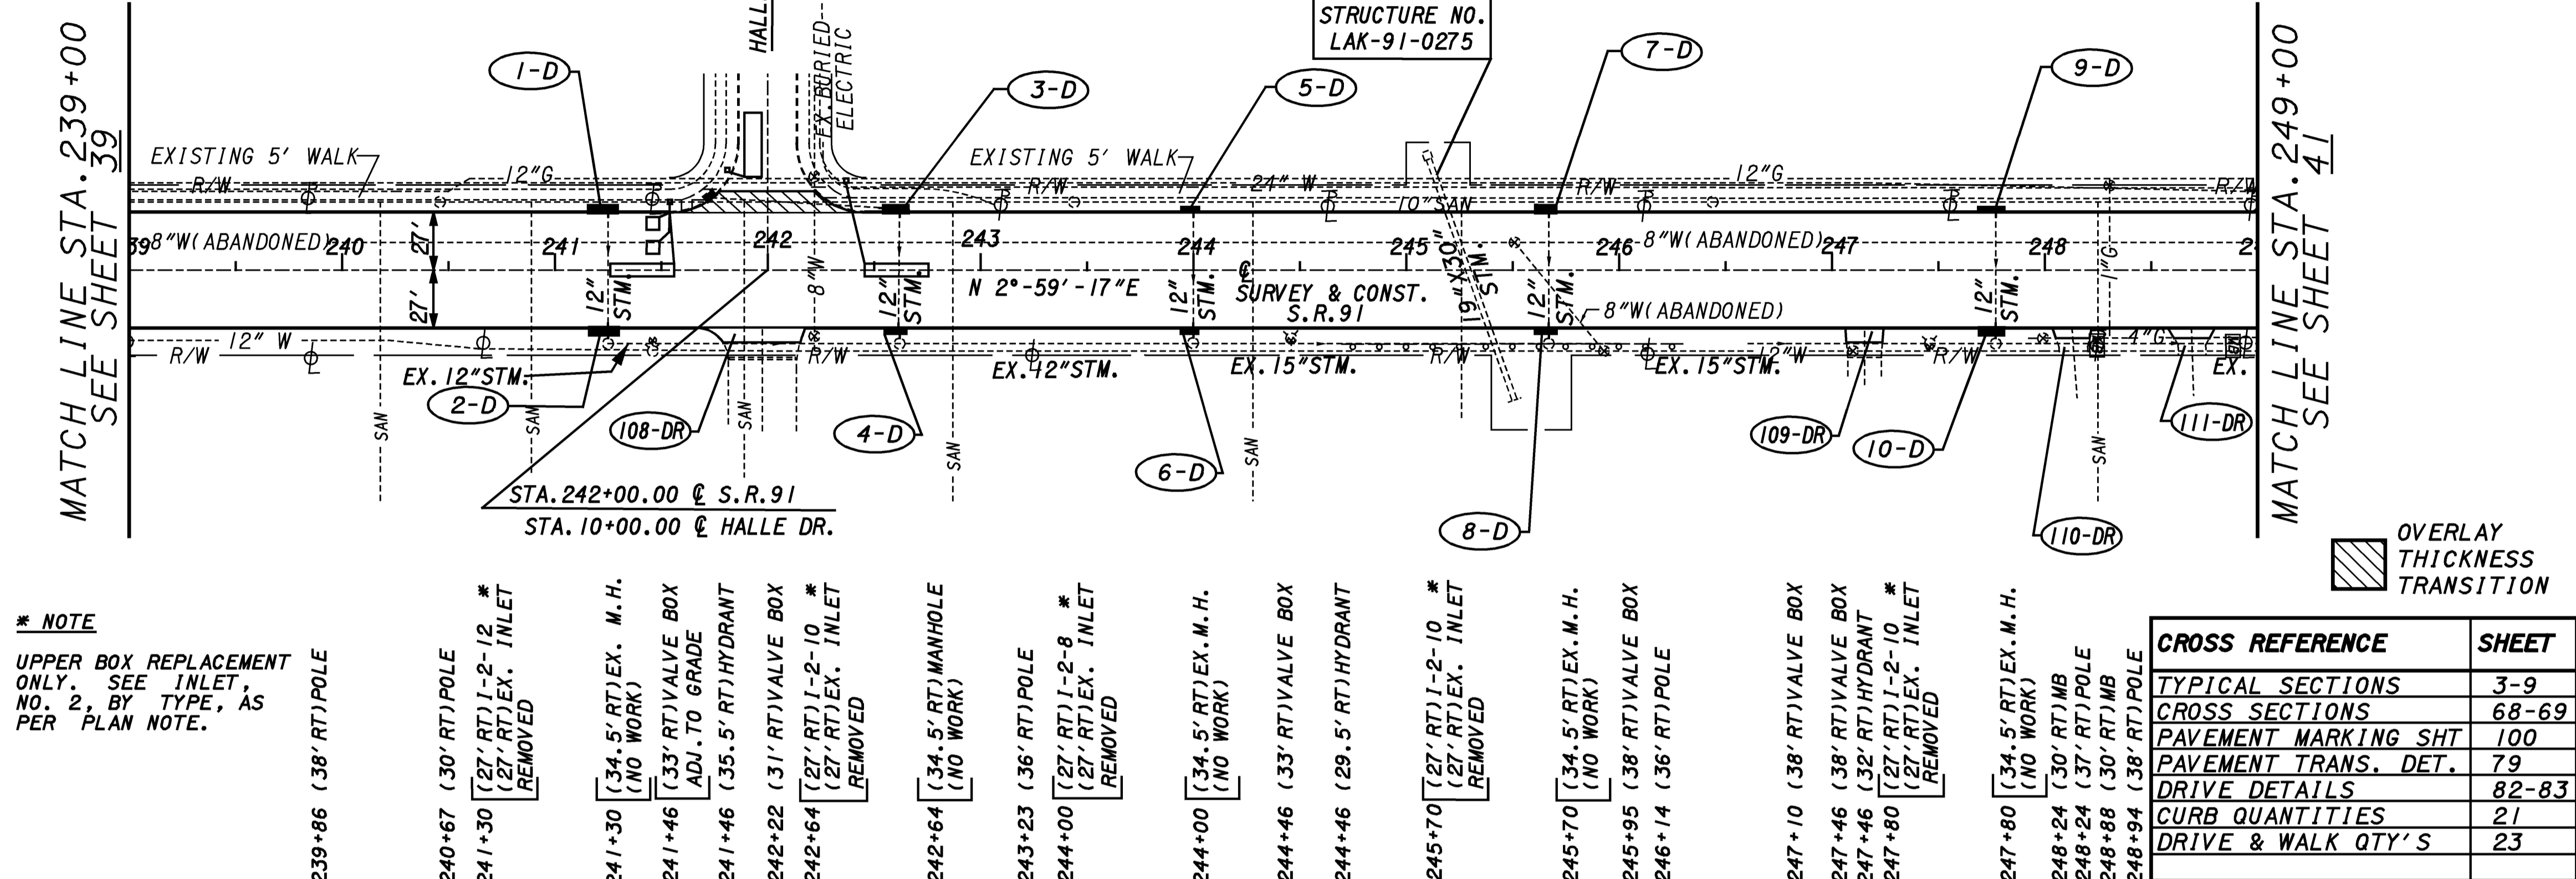 MATCH LINE STA.239+00
SEE SHEET 39
HALL
EX.BURIED
ELECTRIC
STRUCTURE NO.
LAK-91-0275
1-D
3-D
5-D
7-D
9-D
EXISTING 5' WALK
R/W
12"G
EXISTING 5' WALK
R/W
24" W
10"SAN
R/W
12"G
R/W
39
8"W(ABANDONED)
240
241
242
243
244
245
246
8"W(ABANDONED)
247
248
27'
27'
12"
STM.
8"W
12"
STM.
N 2°-59'-17"E
12"
STM.
℄
SURVEY & CONST.
S.R.91
19"X30"
STM.
12"
STM.
8"W(ABANDONED)
12"
STM.
1"G
R/W
12" W
EX.12"STM.
R/W
EX.12"STM.
EX.15"STM.
R/W
EX.15"STM.
12"W
R/W
4"G
EX.
2-D
108-DR
4-D
6-D
8-D
109-DR
10-D
110-DR
111-DR
SAN
SAN
SAN
SAN
SAN
SAN
STA.242+00.00 ℄ S.R.91
STA.10+00.00 ℄ HALLE DR.
MATCH LINE STA.249+00
SEE SHEET 41
OVERLAY
THICKNESS
TRANSITION
* NOTE
UPPER BOX REPLACEMENT
ONLY. SEE INLET,
NO. 2, BY TYPE, AS
PER PLAN NOTE.
239+86 (38'RT)POLE
240+67 (30'RT)POLE
241+30 (27'RT)I-2-12 *
(27'RT)EX. INLET
REMOVED
241+30 (34.5'RT)EX. M.H.
(NO WORK)
241+46 (33'RT)VALVE BOX
ADJ.TO GRADE
241+46 (35.5'RT)HYDRANT
242+22 (31'RT)VALVE BOX
242+64 (27'RT)I-2-10 *
(27'RT)EX. INLET
REMOVED
242+64 (34.5'RT)MANHOLE
(NO WORK)
243+23 (36'RT)POLE
244+00 (27'RT)I-2-8 *
(27'RT)EX. INLET
REMOVED
244+00 (34.5'RT)EX.M.H.
(NO WORK)
244+46 (33'RT)VALVE BOX
244+46 (29.5'RT)HYDRANT
245+70 (27'RT)I-2-10 *
(27'RT)EX. INLET
REMOVED
245+70 (34.5'RT)EX.M.H.
(NO WORK)
245+95 (38'RT)VALVE BOX
246+14 (36'RT)POLE
247+10 (38'RT)VALVE BOX
247+46 (38'RT)VALVE BOX
247+46 (32'RT)HYDRANT
247+80 (27'RT)I-2-10 *
(27'RT)EX. INLET
REMOVED
247+80 (34.5'RT)EX.M.H.
(NO WORK)
248+24 (30'RT)MB
248+24 (37'RT)POLE
248+88 (30'RT)MB
248+94 (38'RT)POLE
CROSS REFERENCE SHEET
TYPICAL SECTIONS 3-9
CROSS SECTIONS 68-69
PAVEMENT MARKING SHT 100
PAVEMENT TRANS. DET. 79
DRIVE DETAILS 82-83
CURB QUANTITIES 21
DRIVE & WALK QTY'S 23